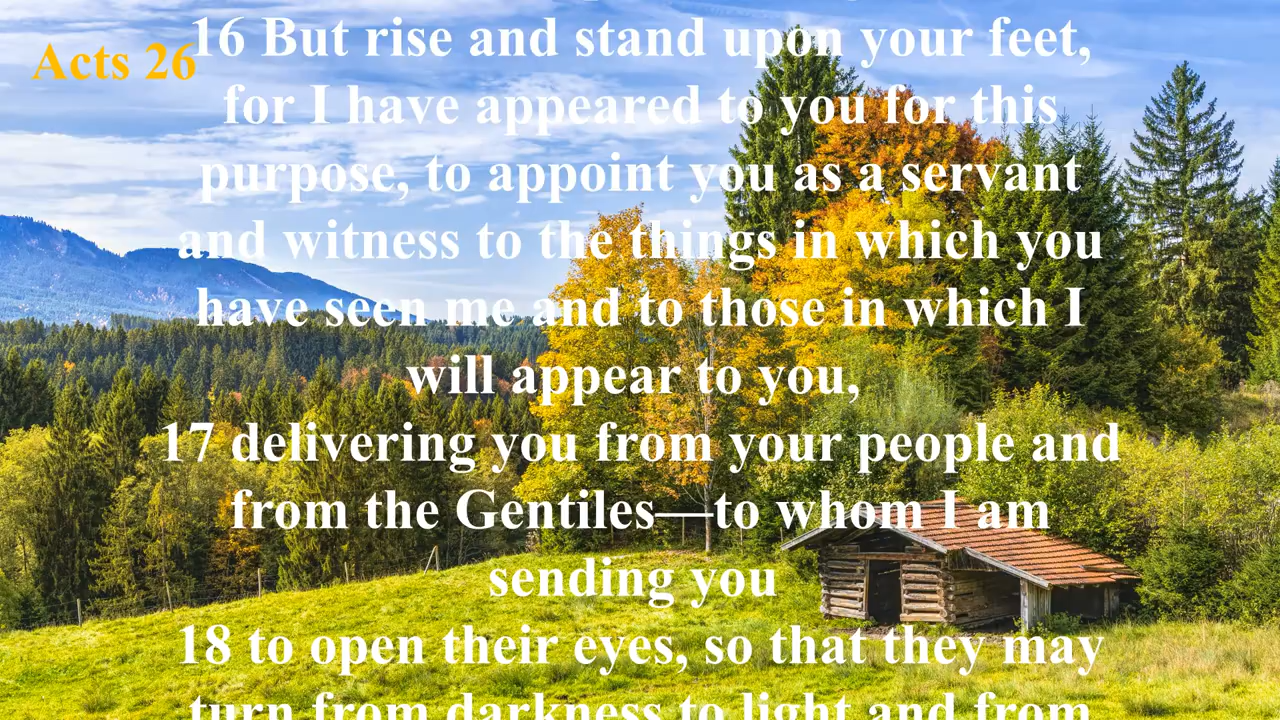 Acts 26
16 But rise and stand upon your feet,
for I have appeared to you for this
purpose, to appoint you as a servant
and witness to the things in which you
have seen me and to those in which I
will appear to you,
17 delivering you from your people and
from the Gentiles—to whom I am
sending you
18 to open their eyes, so that they may
turn from darkness to light and from